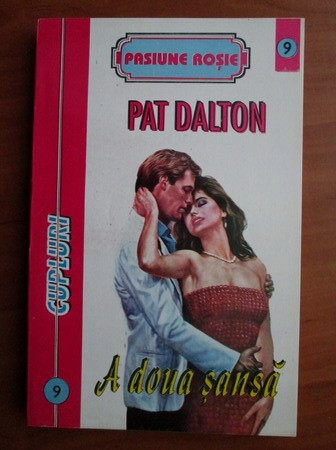 PASIUNE ROȘIE
9
PAT DALTON
CUPLURI
A doua șansă
9